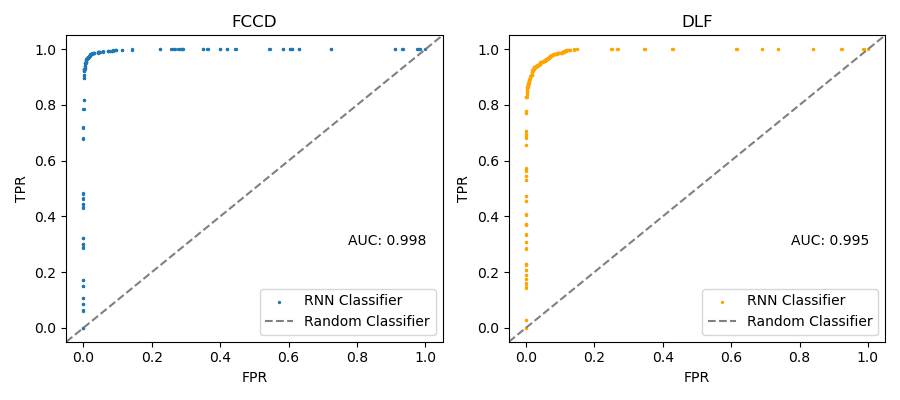 FCCD
1.0
0.8
0.6
0.4
0.2
0.0
TPR
AUC: 0.998
RNN Classifier
Random Classifier
0.0 0.2 0.4 0.6 0.8 1.0
FPR
DLF
1.0
0.8
0.6
0.4
0.2
0.0
TPR
AUC: 0.995
RNN Classifier
Random Classifier
0.0 0.2 0.4 0.6 0.8 1.0
FPR